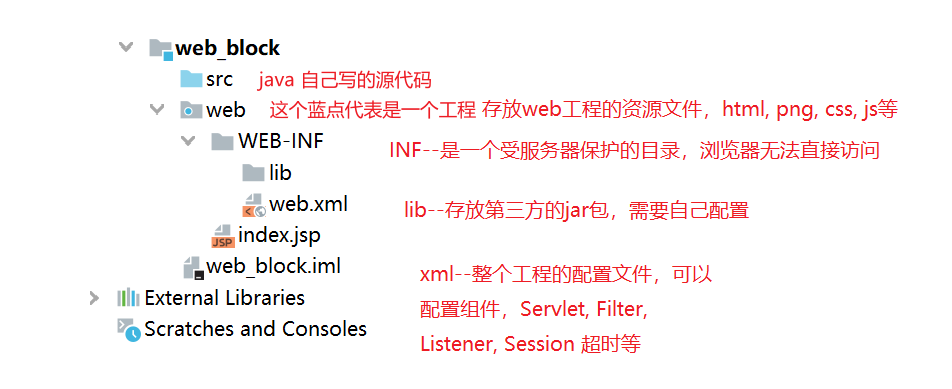 web_block
src java 自己写的源代码
web 这个蓝点代表是一个工程 存放web工程的资源文件，html, png, css, js等
WEB-INF
INF--是一个受服务器保护的目录，浏览器无法直接访问
lib
web.xml
lib--存放第三方的jar包，需要自己配置
JSP index.jsp
web_block.iml
xml--整个工程的配置文件，可以
External Libraries
配置组件，Servlet, Filter,
Scratches and Consoles
Listener, Session 超时等